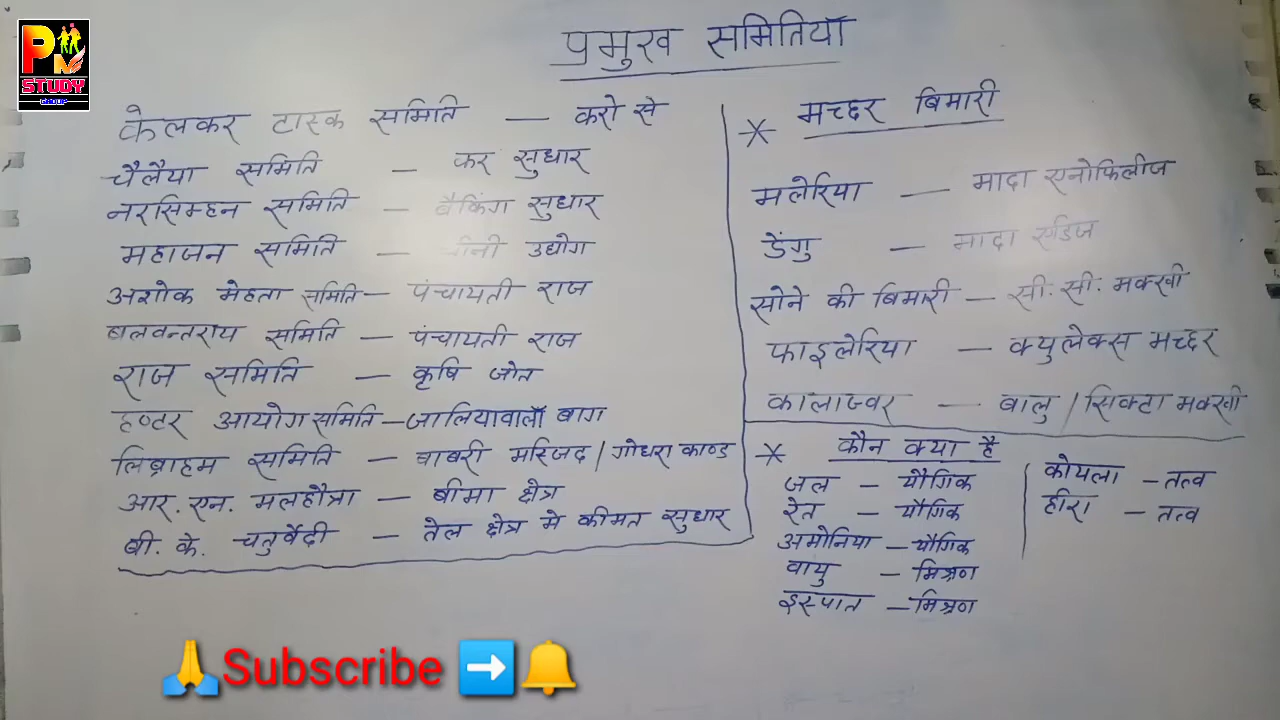 PM
STUDY
GROUP
प्रमुख समितियाँ
केलकर टास्क समिति — करो से
चैलैया समिति — कर सुधार
नरसिम्हन समिति — बैकिंग सुधार
महाजन समिति — चीनी उद्योग
अशोक मेहता समिति — पंचायती राज
बलवन्तराय समिति — पंचायती राज
राज समिति — कृषि जोत
हण्टर आयोग समिति — जालियावालाँ बाग
लिब्राहम समिति — बाबरी मस्जिद / गोधरा काण्ड
आर. एन. मलहौत्रा — बीमा क्षेत्र
बी. के. चतुर्वेदी — तेल क्षेत्र मे कीमत सुधार
* मच्छर बिमारी
मलेरिया — मादा एनोफिलीज
डेंगु — मादा एडिज
सोने की बिमारी — सी. सी. मक्खी
फाइलेरिया — क्युलेक्स मच्छर
कालाज्वर — बालु / सिक्टा मक्खी
* कौन क्या है
जल — यौगिक
रेत — यौगिक
अमोनिया — यौगिक
वायु — मिश्रण
इस्पात — मिश्रण
कोयला — तत्व
हीरा — तत्व
Subscribe